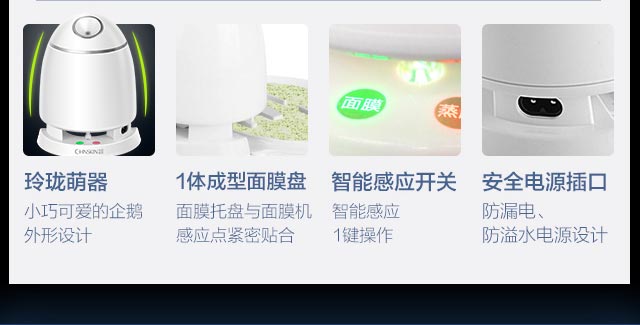 面膜
蒸
玲珑萌器
小巧可爱的企鹅
外形设计
1体成型面膜盘
面膜托盘与面膜机
感应点紧密贴合
智能感应开关
智能感应
1键操作
安全电源插口
防漏电、
防溢水电源设计